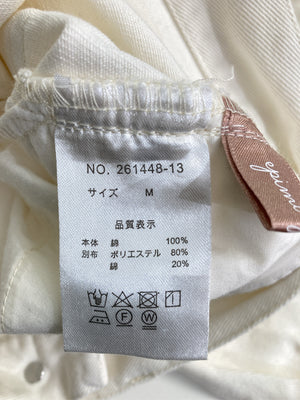 NO. 261448-13
サイズ M
品質表示
本体 綿 100%
別布 ポリエステル 80%
綿 20%
epimi